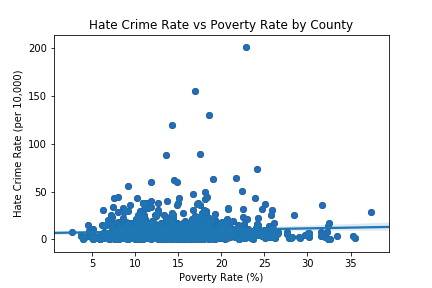 Hate Crime Rate vs Poverty Rate by County
200
150
100
50
0
Hate Crime Rate (per 10,000)
5 10 15 20 25 30 35
Poverty Rate (%)